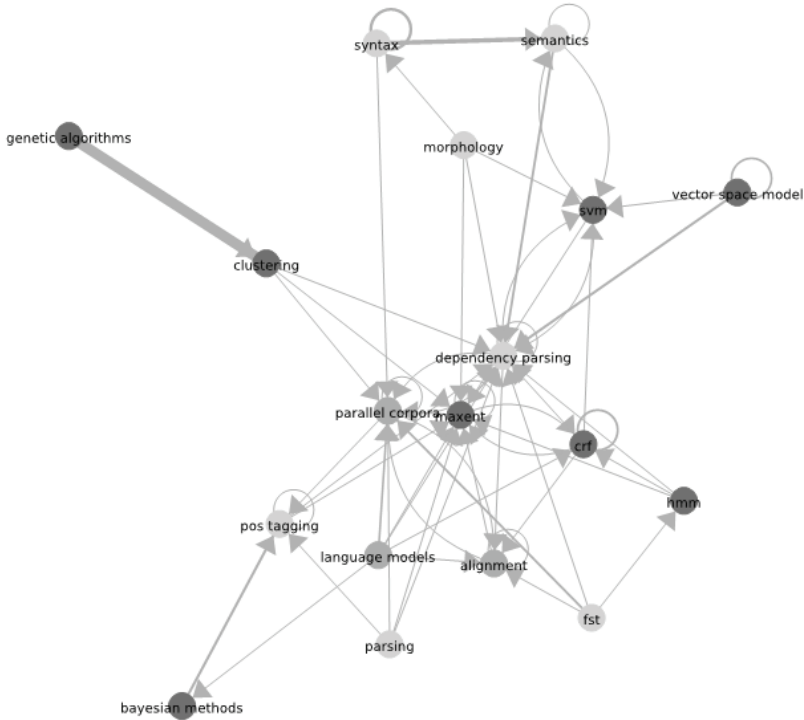 syntax
semantics
genetic algorithms
morphology
vector space model
svm
clustering
dependency parsing
parallel corpora
maxent
crf
hmm
pos tagging
language models
alignment
fst
parsing
bayesian methods